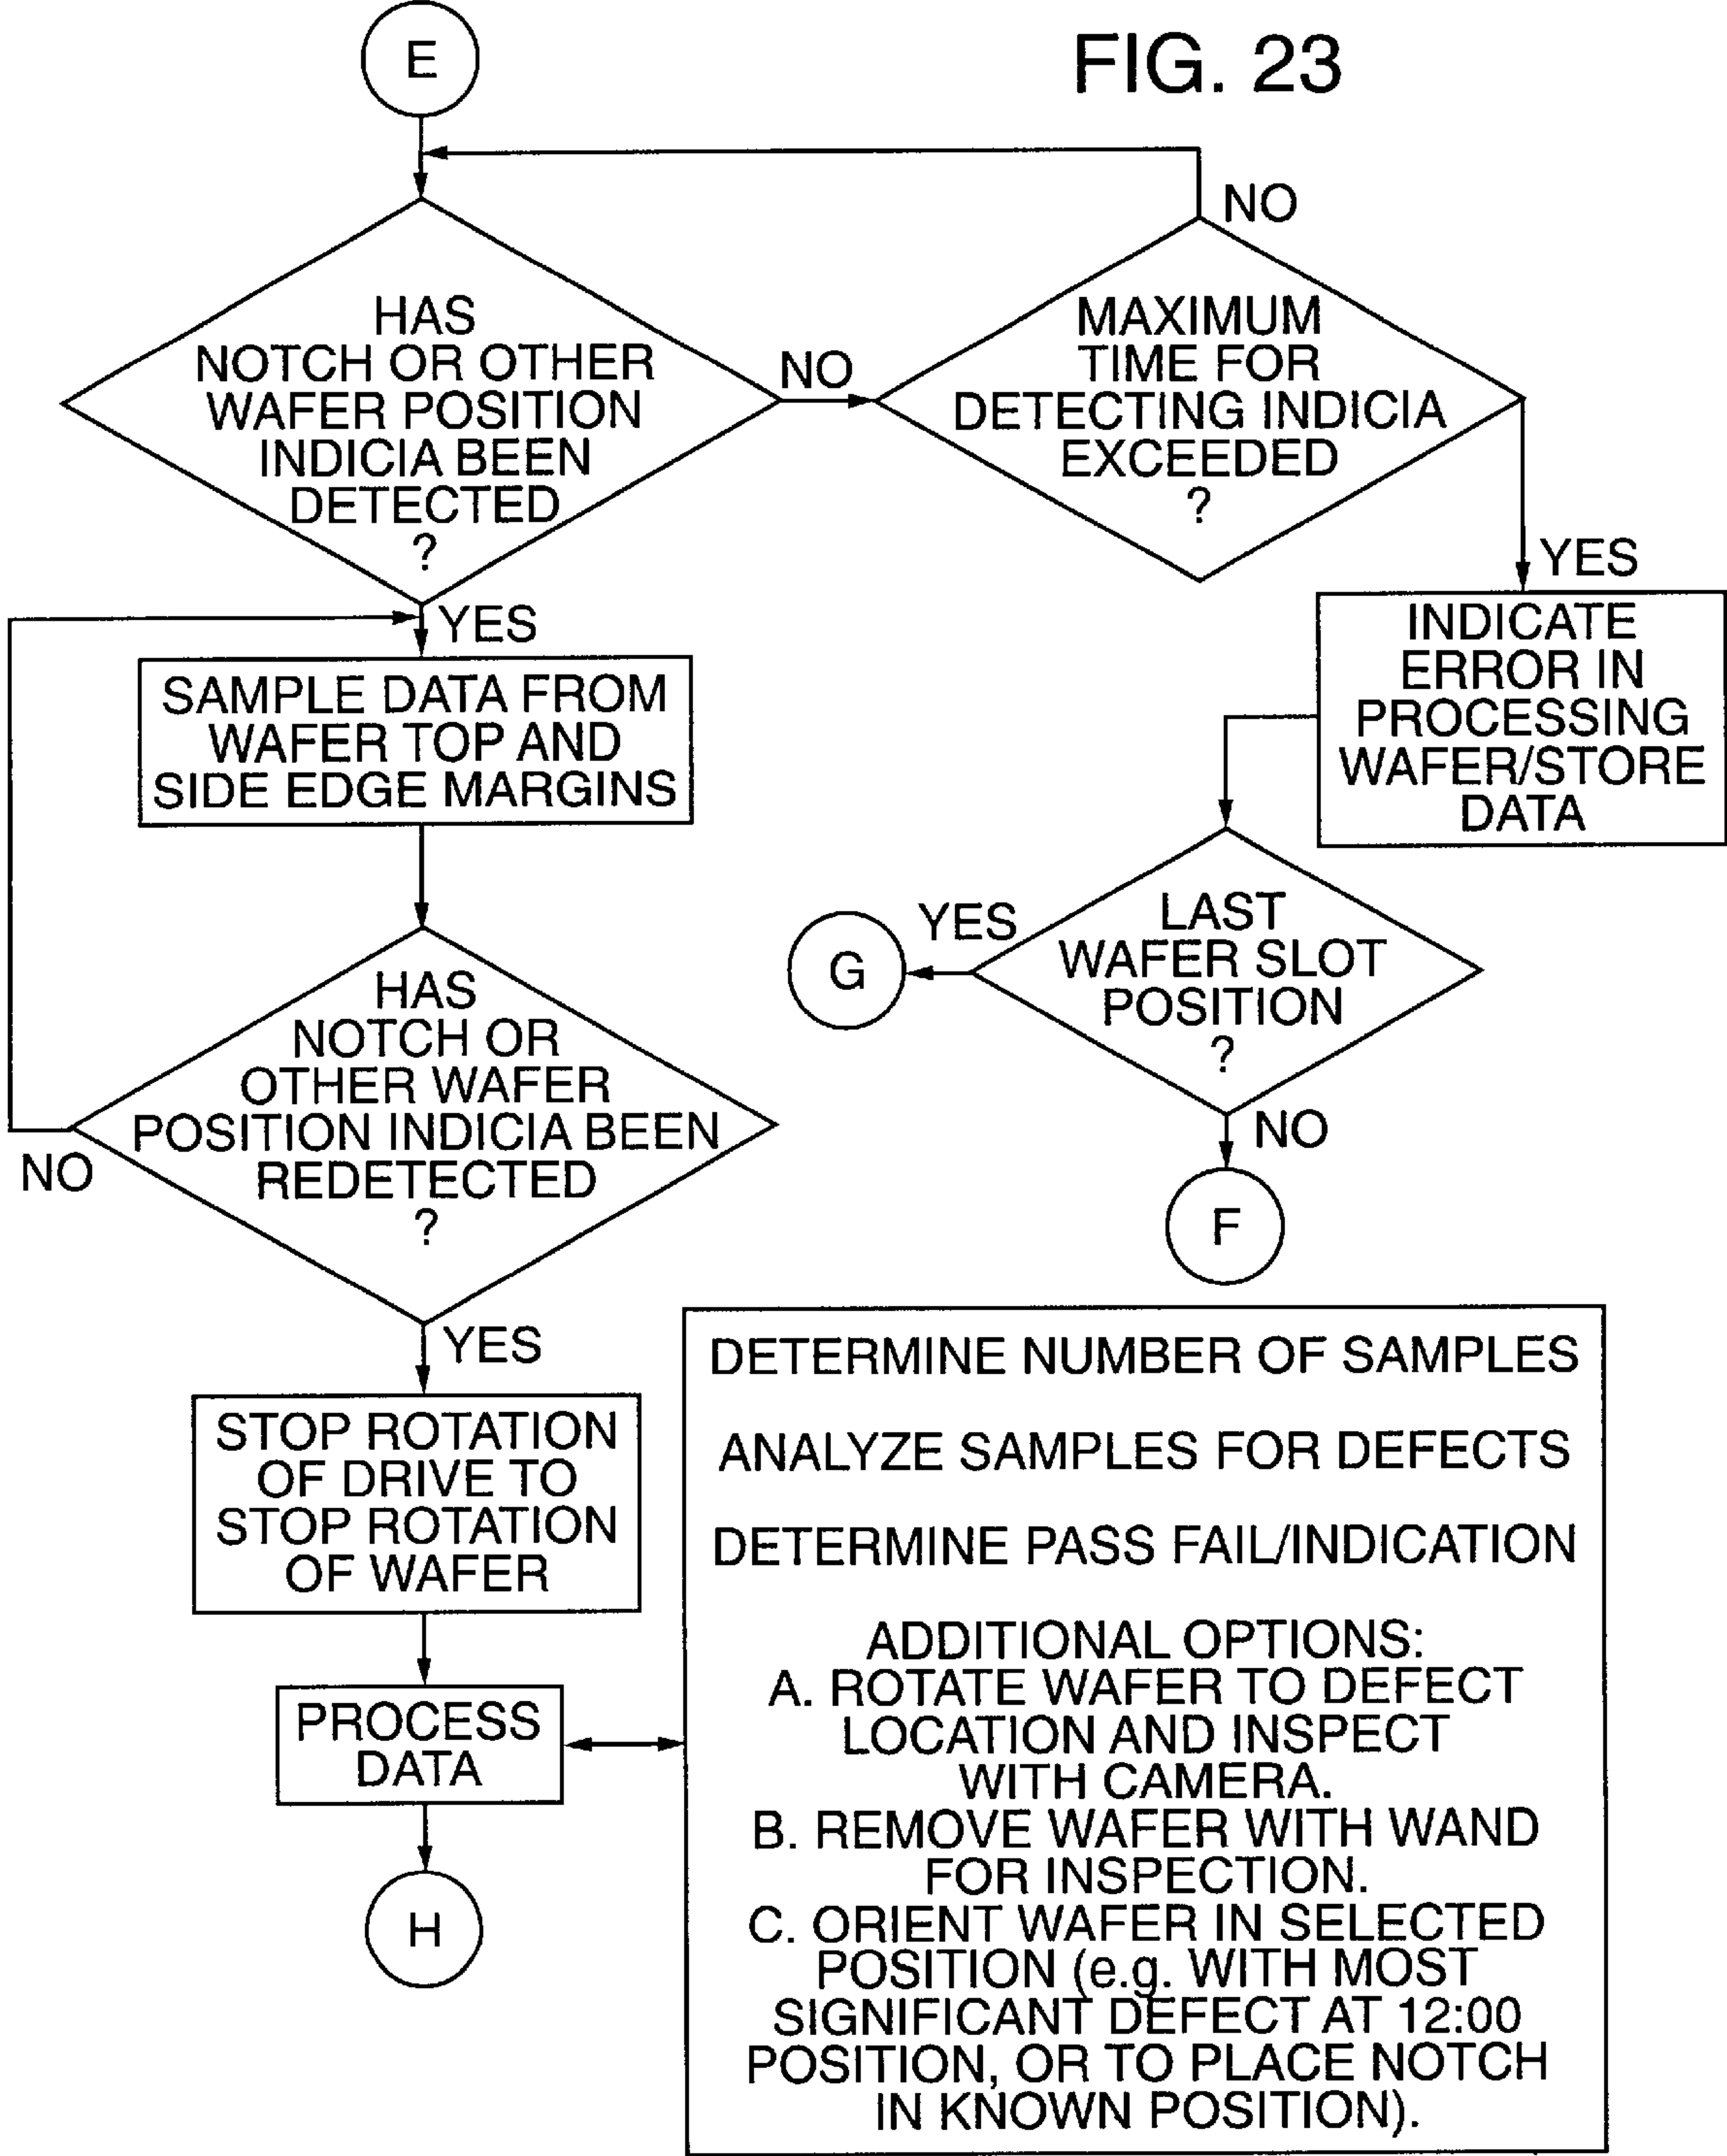 E
FIG. 23
NO
HAS
NOTCH OR OTHER
WAFER POSITION
INDICIA BEEN
DETECTED
?
NO
MAXIMUM
TIME FOR
DETECTING INDICIA
EXCEEDED
?
YES
INDICATE
ERROR IN
PROCESSING
WAFER/STORE
DATA
YES
SAMPLE DATA FROM
WAFER TOP AND
SIDE EDGE MARGINS
LAST
WAFER SLOT
POSITION
?
YES
G
NO
F
HAS
NOTCH OR
OTHER WAFER
POSITION INDICIA BEEN
REDETECTED
?
NO
YES
STOP ROTATION
OF DRIVE TO
STOP ROTATION
OF WAFER
PROCESS
DATA
H
DETERMINE NUMBER OF SAMPLES
ANALYZE SAMPLES FOR DEFECTS
DETERMINE PASS FAIL/INDICATION
ADDITIONAL OPTIONS:
A. ROTATE WAFER TO DEFECT
LOCATION AND INSPECT
WITH CAMERA.
B. REMOVE WAFER WITH WAND
FOR INSPECTION.
C. ORIENT WAFER IN SELECTED
POSITION (e.g. WITH MOST
SIGNIFICANT DEFECT AT 12:00
POSITION, OR TO PLACE NOTCH
IN KNOWN POSITION).